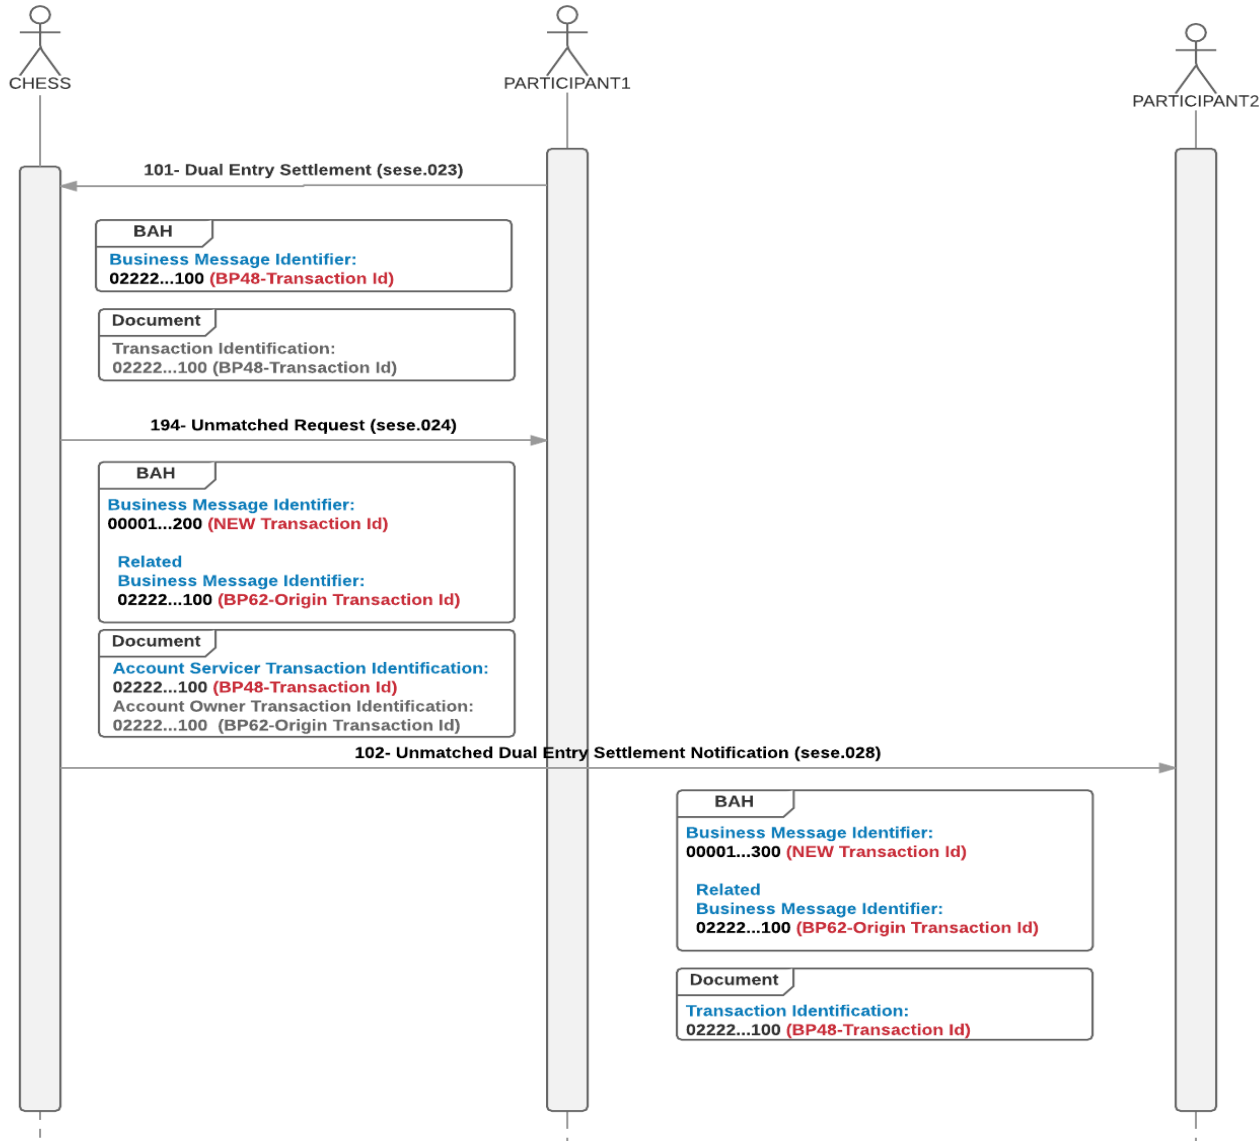 CHESS
PARTICIPANT1
PARTICIPANT2
101- Dual Entry Settlement (sese.023)
BAH
Business Message Identifier:
02222...100 (BP48-Transaction Id)
Document
Transaction Identification:
02222...100 (BP48-Transaction Id)
194- Unmatched Request (sese.024)
BAH
Business Message Identifier:
00001...200 (NEW Transaction Id)
Related
Business Message Identifier:
02222...100 (BP62-Origin Transaction Id)
Document
Account Servicer Transaction Identification:
02222...100 (BP48-Transaction Id)
Account Owner Transaction Identification:
02222...100 (BP62-Origin Transaction Id)
102- Unmatched Dual Entry Settlement Notification (sese.028)
BAH
Business Message Identifier:
00001...300 (NEW Transaction Id)
Related
Business Message Identifier:
02222...100 (BP62-Origin Transaction Id)
Document
Transaction Identification:
02222...100 (BP48-Transaction Id)